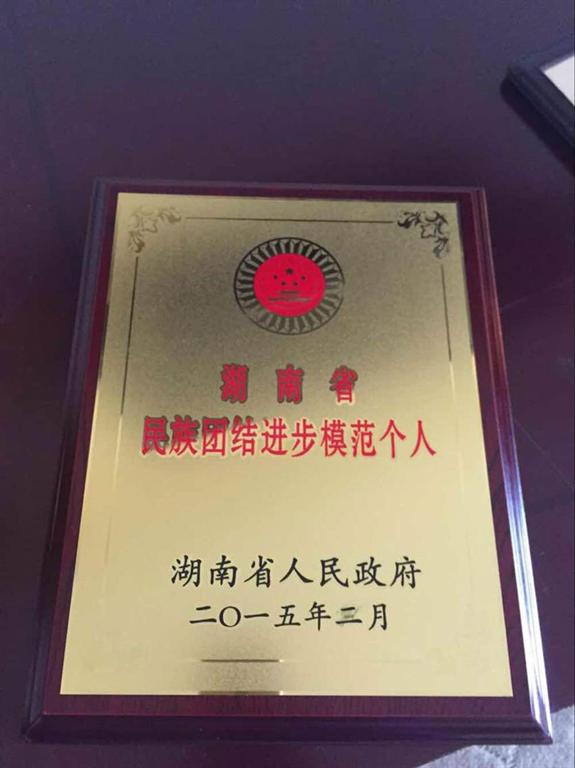 湖南省
民族团结进步模范个人
湖南省人民政府
二〇一五年二月